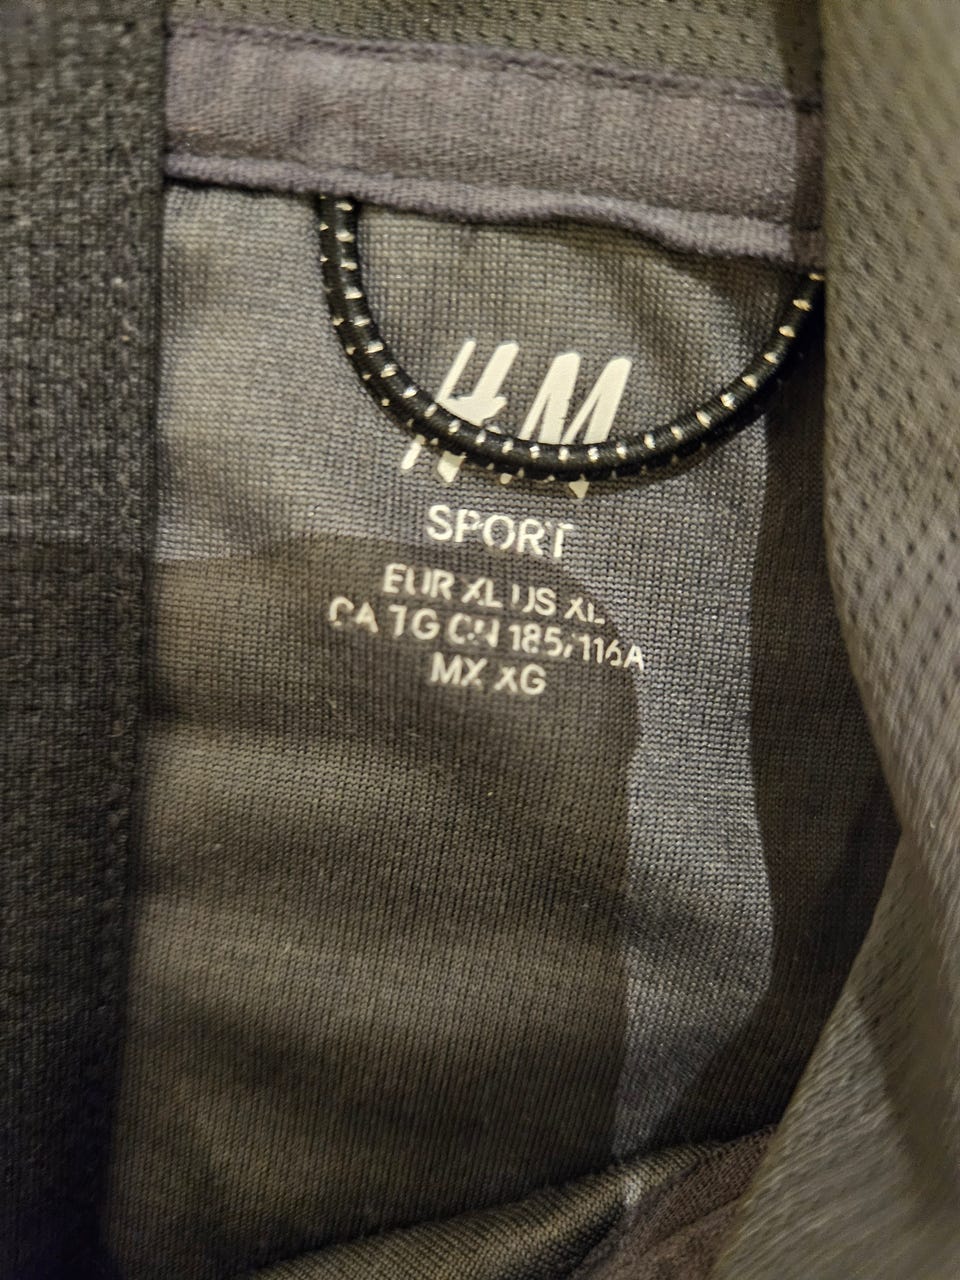 H&M
SPORT
EUR XL US XL
CA TG CN 185/116A
MX XG